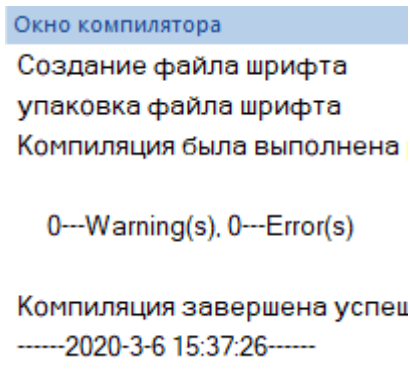 Окно компилятора
Создание файла шрифта
упаковка файла шрифта
Компиляция была выполнена
0---Warning(s), 0---Error(s)
Компиляция завершена
------2020-3-6 15:37:26------